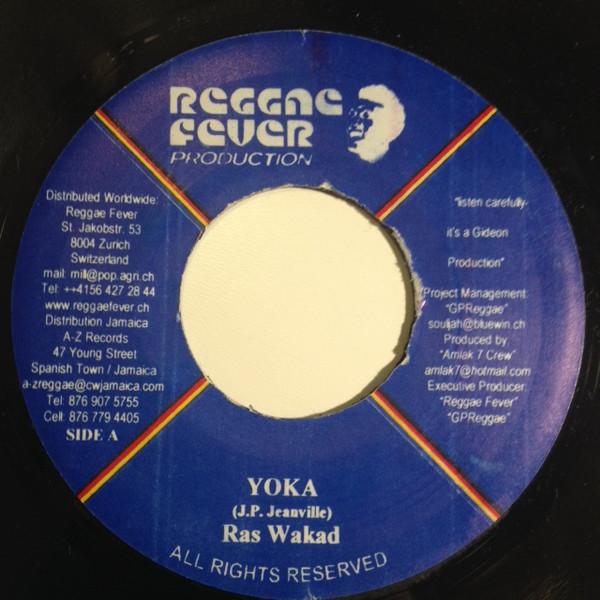 REGGAE
FEVER
PRODUCTION
Distributed Worldwide:
Reggae Fever
St. Jakobstr. 53
8004 Zurich
Switzerland
mail: mill@pop.agri.ch
Tel: ++4156 427 28 44
www.reggaefever.ch
Distribution Jamaica
A-Z Records
47 Young Street
Spanish Town / Jamaica
a-zreggae@cwjamaica.com
Tel: 876 907 5755
Cell: 876 779 4405
SIDE A
"listen carefully-
it's a Gideon
Production"
Project Management:
"GPReggae"
souljah@bluewin.ch
Produced by
"Amlak 7 Crew"
amlak7@hotmail.com
Executive Producer:
"Reggae Fever"
"GPReggae"
YOKA
(J.P. Jeanville)
Ras Wakad
ALL RIGHTS RESERVED